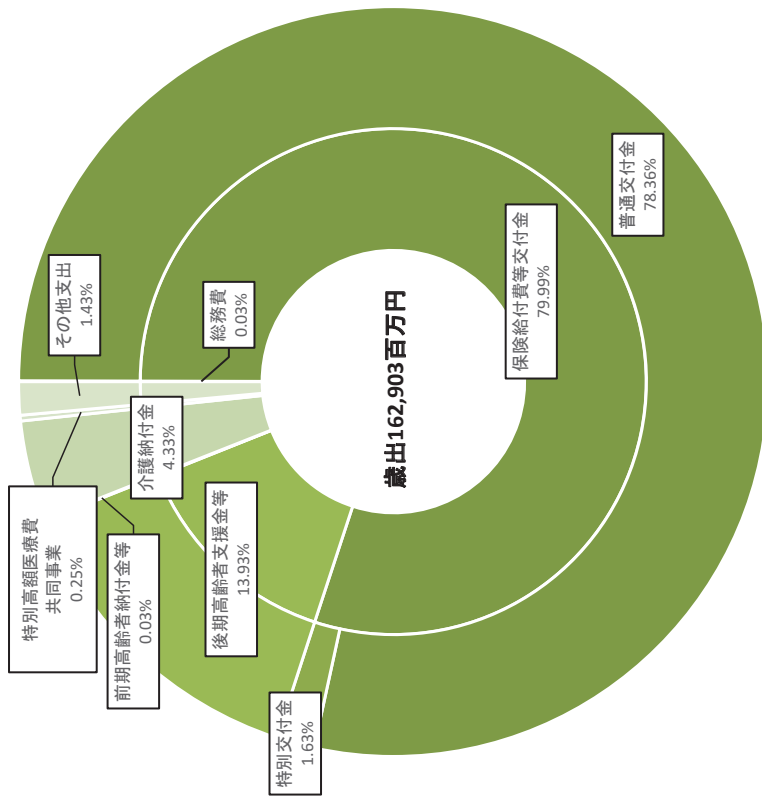 歳出162,903百万円
総務費
0.03%
保険給付費等交付金
79.99%
普通交付金
78.36%
特別交付金
1.63%
後期高齢者支援金等
13.93%
前期高齢者納付金等
0.03%
介護納付金
4.33%
特別高額医療費
共同事業
0.25%
その他支出
1.43%